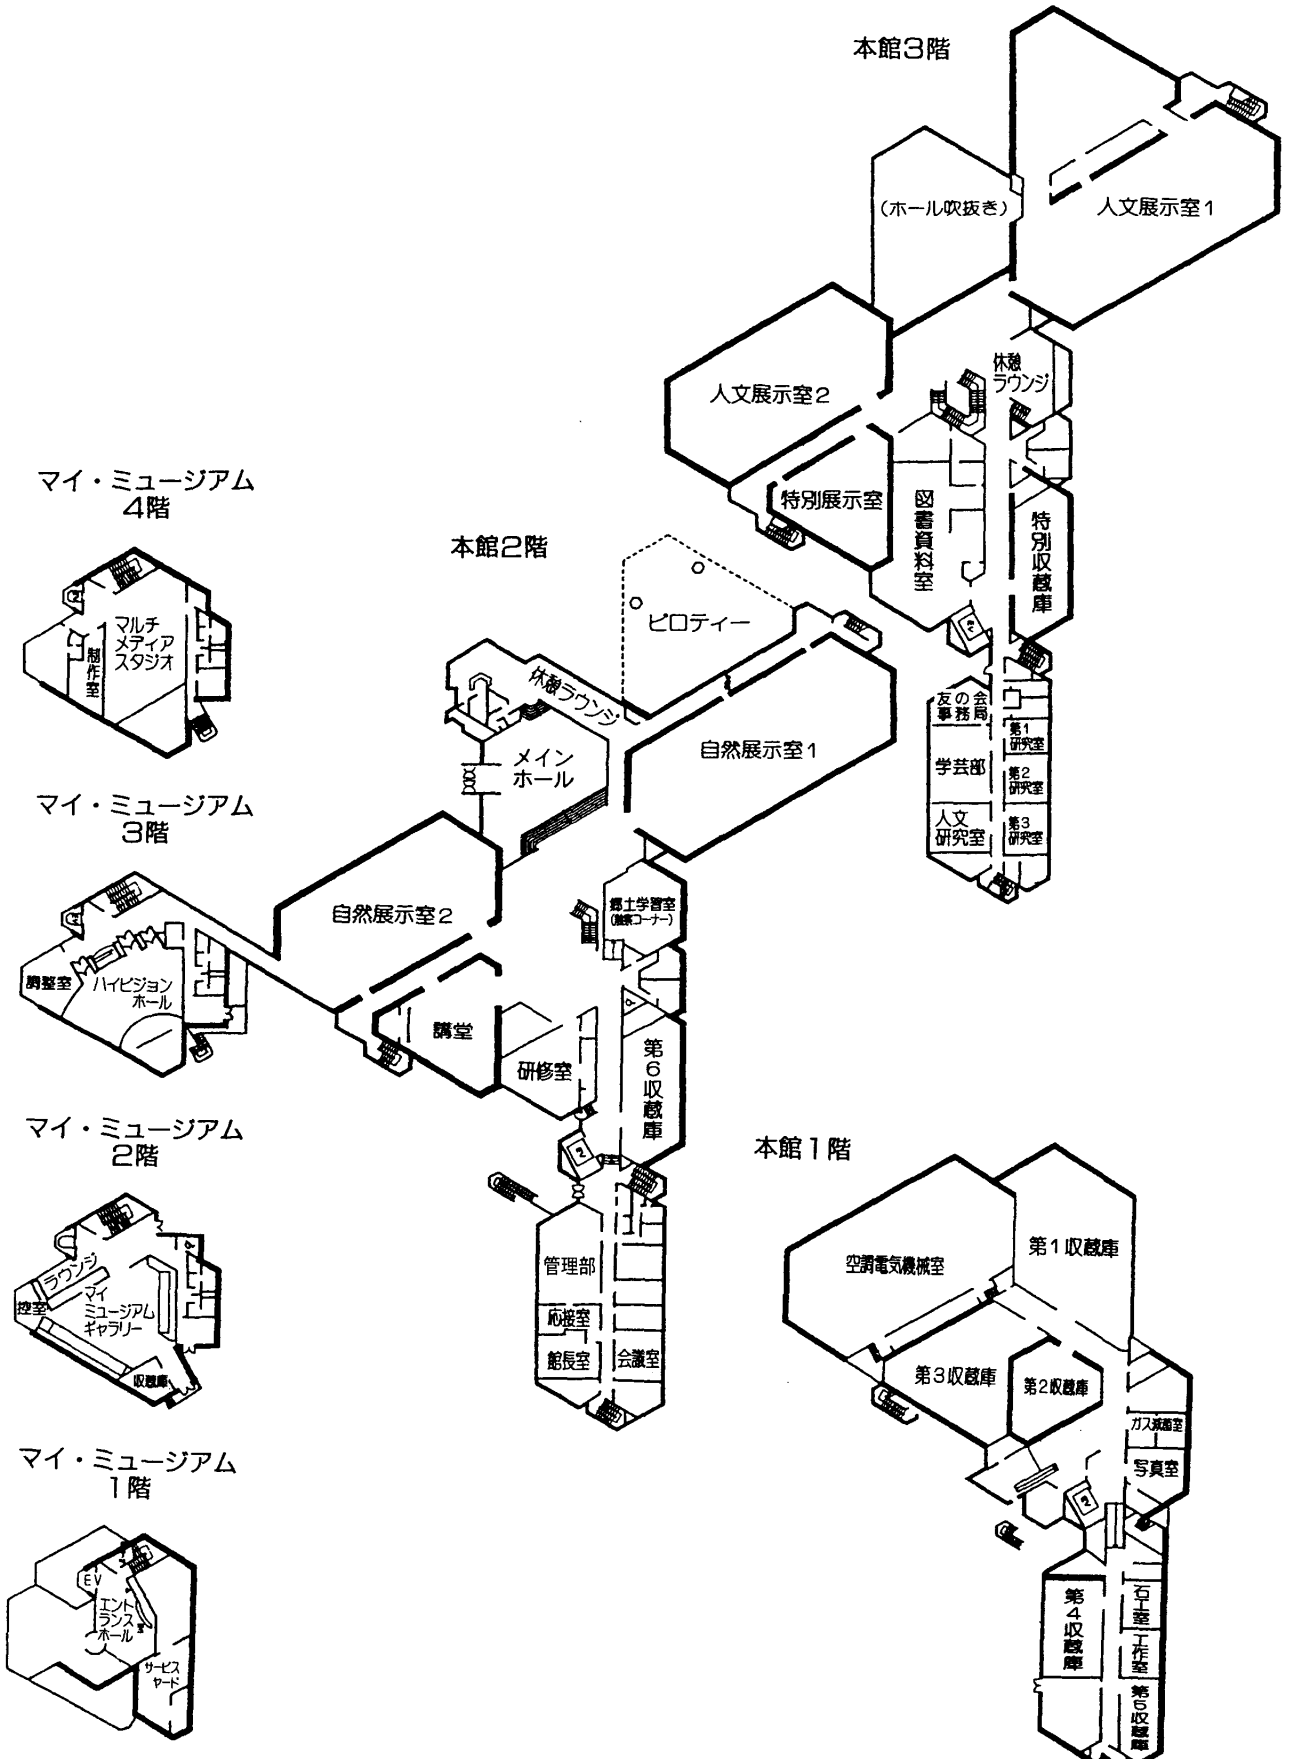 本館3階
(ホール吹抜き)
人文展示室1
休憩
ラウンジ
人文展示室2
特別展示室
図書資料室
特別収蔵庫
友の会
事務局
第1
研究室
学芸部
第2
研究室
人文
研究室
第3
研究室
本館2階
ピロティー
休憩ラウンジ
メイン
ホール
自然展示室1
自然展示室2
郷土学習室
講堂
研修室
第6収蔵庫
管理部
応接室
館長室
会議室
本館1階
空調電気機械室
第1収蔵庫
第3収蔵庫
第2収蔵庫
ガス滅菌室
写真室
第4収蔵庫
石工室
工作室
第5収蔵庫
マイ・ミュージアム
4階
マルチ
メディア
スタジオ
制作室
マイ・ミュージアム
3階
調整室
ハイビジョン
ホール
マイ・ミュージアム
2階
ラウンジ
控室
マイ
ミュージアム
ギャラリー
収蔵庫
マイ・ミュージアム
1階
EV
エント
ランス
ホール
サービス
ヤード